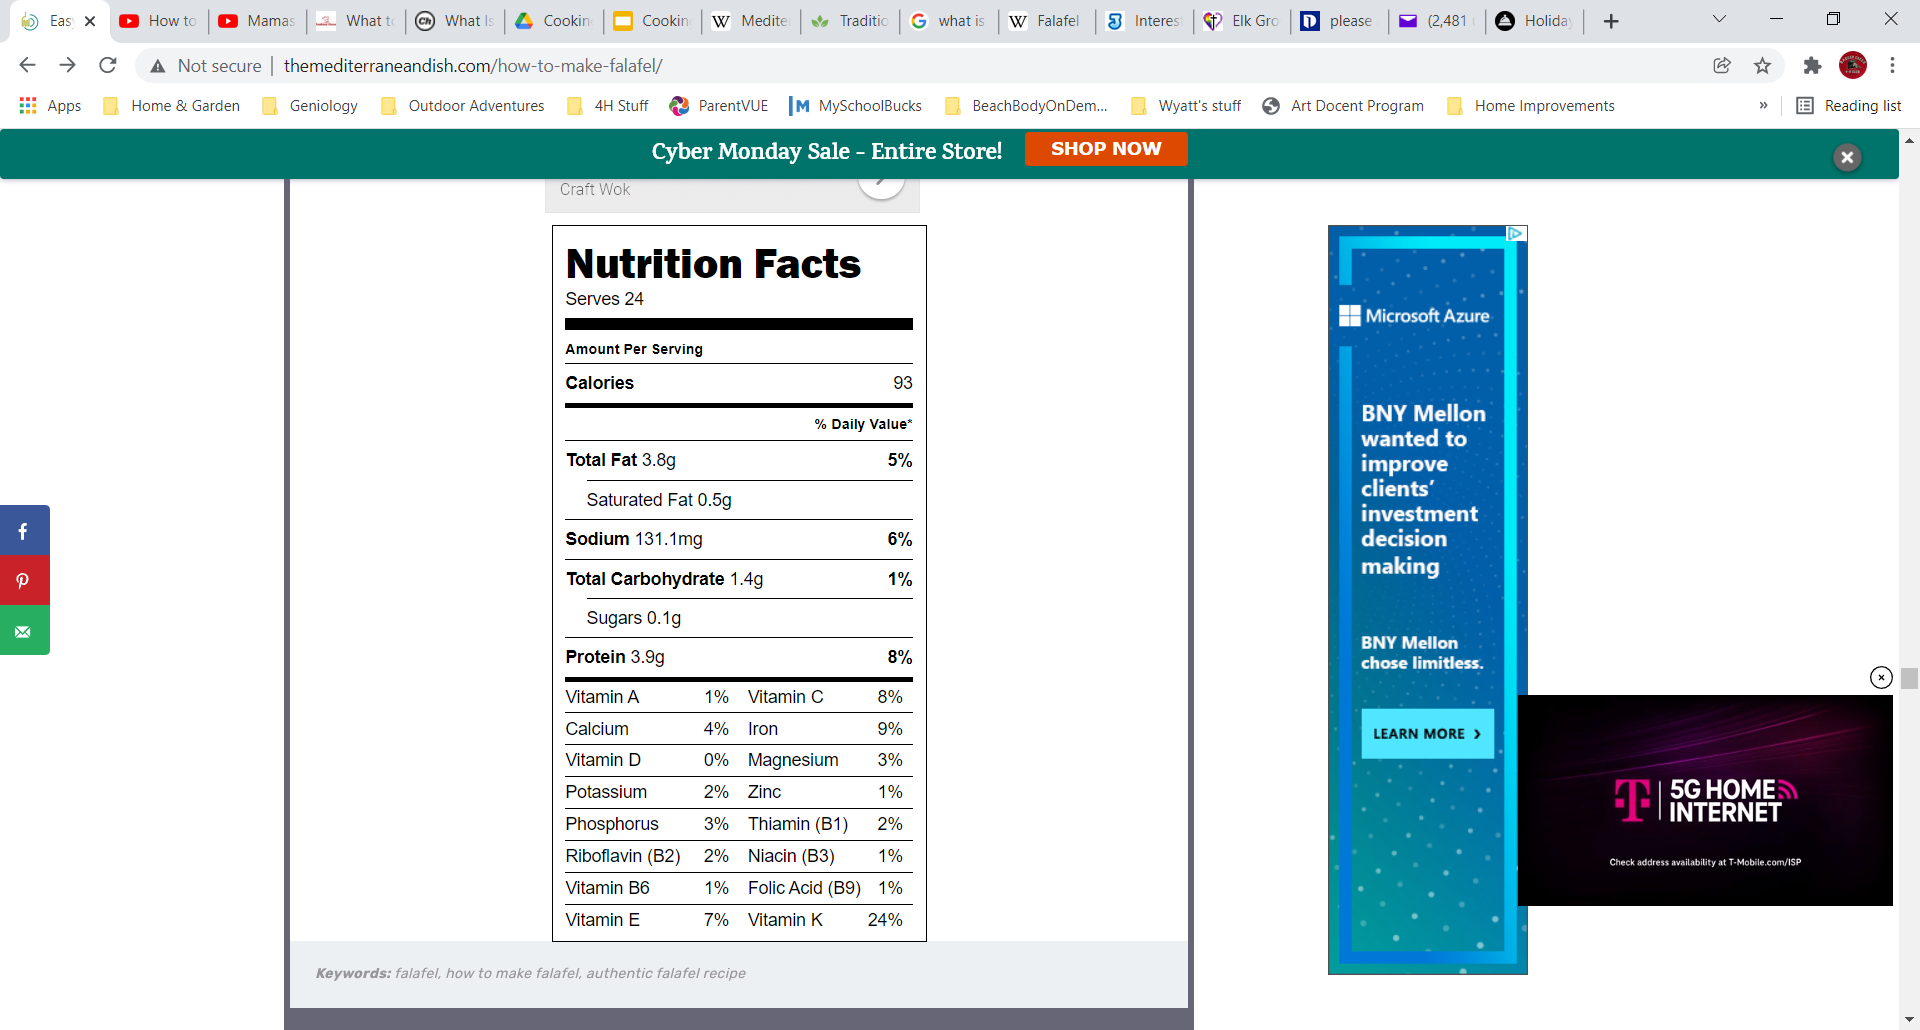 Easy
How to
Mamas
What to
Ch
What Is
Cooking
Cooking
W
Mediter
Traditio
G
what is
W
Falafel
Interest
Elk Gro
D
please
(2,481
Holiday
Not secure
themediterraneandish.com/how-to-make-falafel/
Apps
Home & Garden
Geniology
Outdoor Adventures
4H Stuff
ParentVUE
M MySchoolBucks
BeachBodyOnDem...
Wyatt's stuff
Art Docent Program
Home Improvements
»
Reading list
Cyber Monday Sale - Entire Store!
SHOP NOW
Craft Wok
Nutrition Facts
Serves 24
Amount Per Serving
Calories 93
% Daily Value*
Total Fat 3.8g 5%
Saturated Fat 0.5g
Sodium 131.1mg 6%
Total Carbohydrate 1.4g 1%
Sugars 0.1g
Protein 3.9g 8%
Vitamin A 1% Vitamin C 8%
Calcium 4% Iron 9%
Vitamin D 0% Magnesium 3%
Potassium 2% Zinc 1%
Phosphorus 3% Thiamin (B1) 2%
Riboflavin (B2) 2% Niacin (B3) 1%
Vitamin B6 1% Folic Acid (B9) 1%
Vitamin E 7% Vitamin K 24%
Keywords: falafel, how to make falafel, authentic falafel recipe
Microsoft Azure
BNY Mellon
wanted to
improve
clients'
investment
decision
making
BNY Mellon
chose limitless.
LEARN MORE
T 5G HOME
INTERNET
Check address availability at T-Mobile.com/ISP